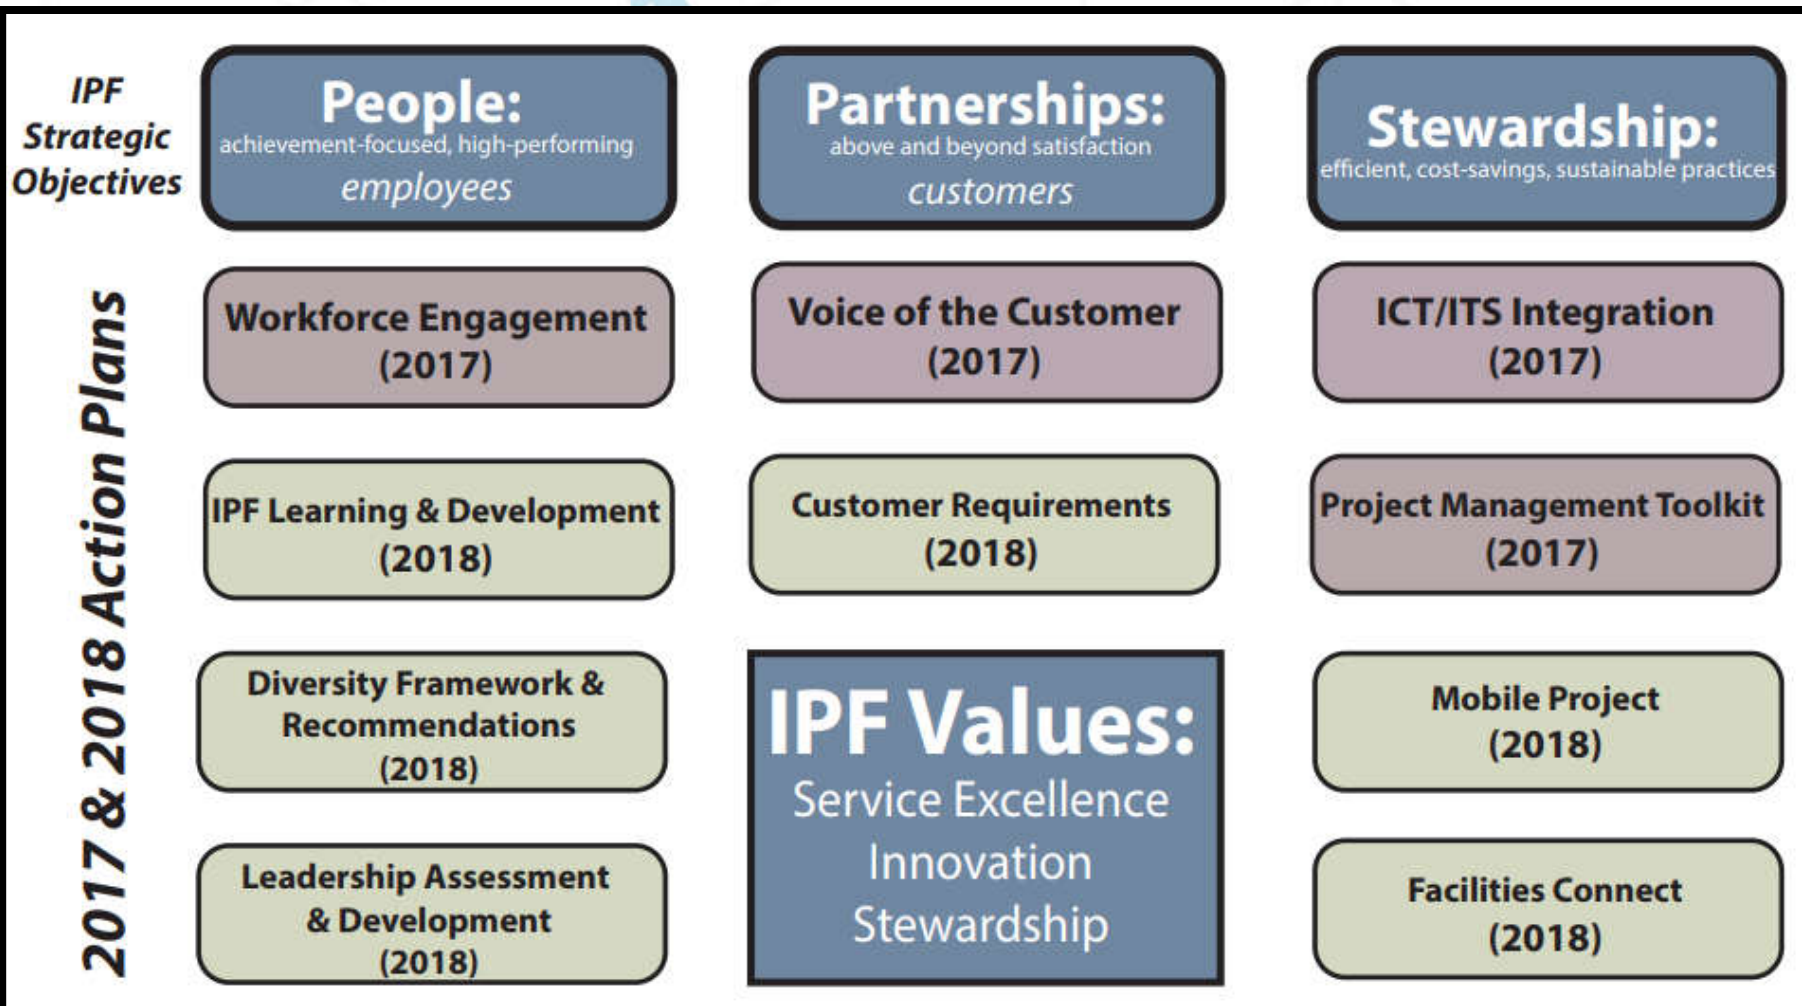 IPF
Strategic
Objectives
People:
achievement-focused, high-performing
employees
Partnerships:
above and beyond satisfaction
customers
Stewardship:
efficient, cost-savings, sustainable practices
2017 & 2018 Action Plans
Workforce Engagement
(2017)
Voice of the Customer
(2017)
ICT/ITS Integration
(2017)
IPF Learning & Development
(2018)
Customer Requirements
(2018)
Project Management Toolkit
(2017)
Diversity Framework &
Recommendations
(2018)
IPF Values:
Service Excellence
Innovation
Stewardship
Mobile Project
(2018)
Leadership Assessment
& Development
(2018)
Facilities Connect
(2018)